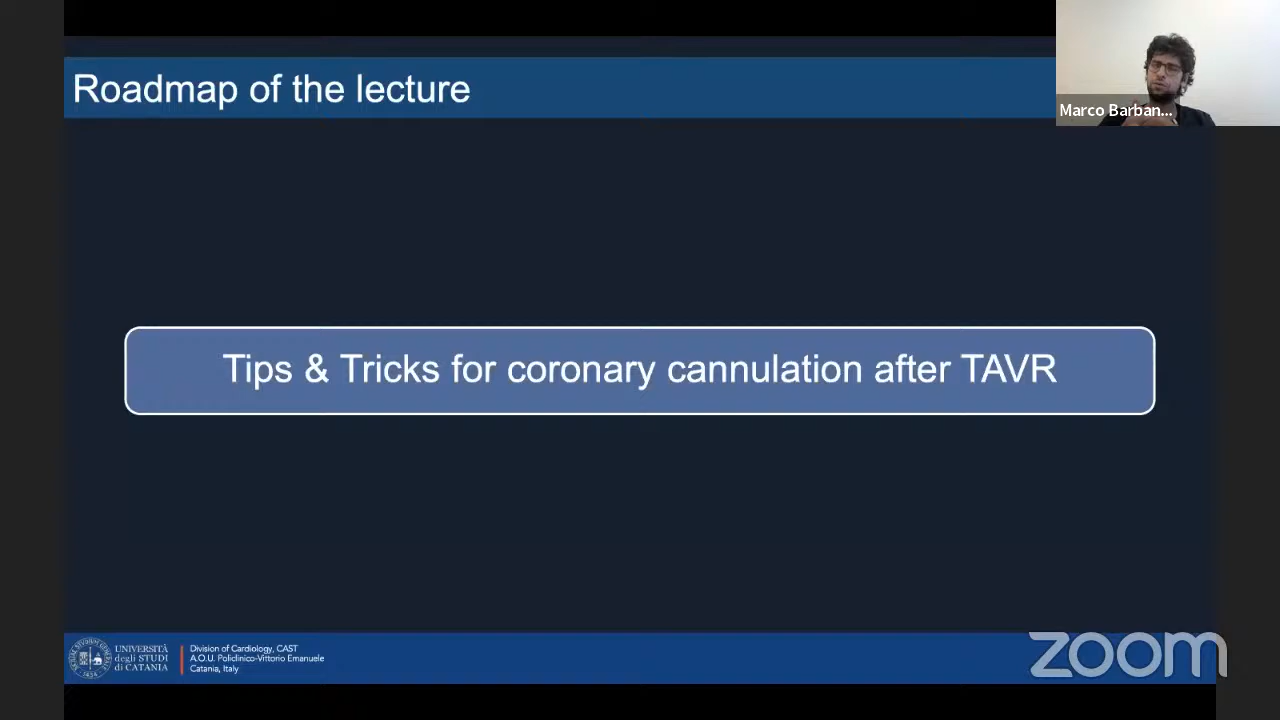 Roadmap of the lecture
Marco Barban...
Tips & Tricks for coronary cannulation after TAVR
UNIVERSITÀ
degli STUDI
di CATANIA
Division of Cardiology, CAST
A.O.U. Policlinico-Vittorio Emanuele
Catania, Italy
zoom